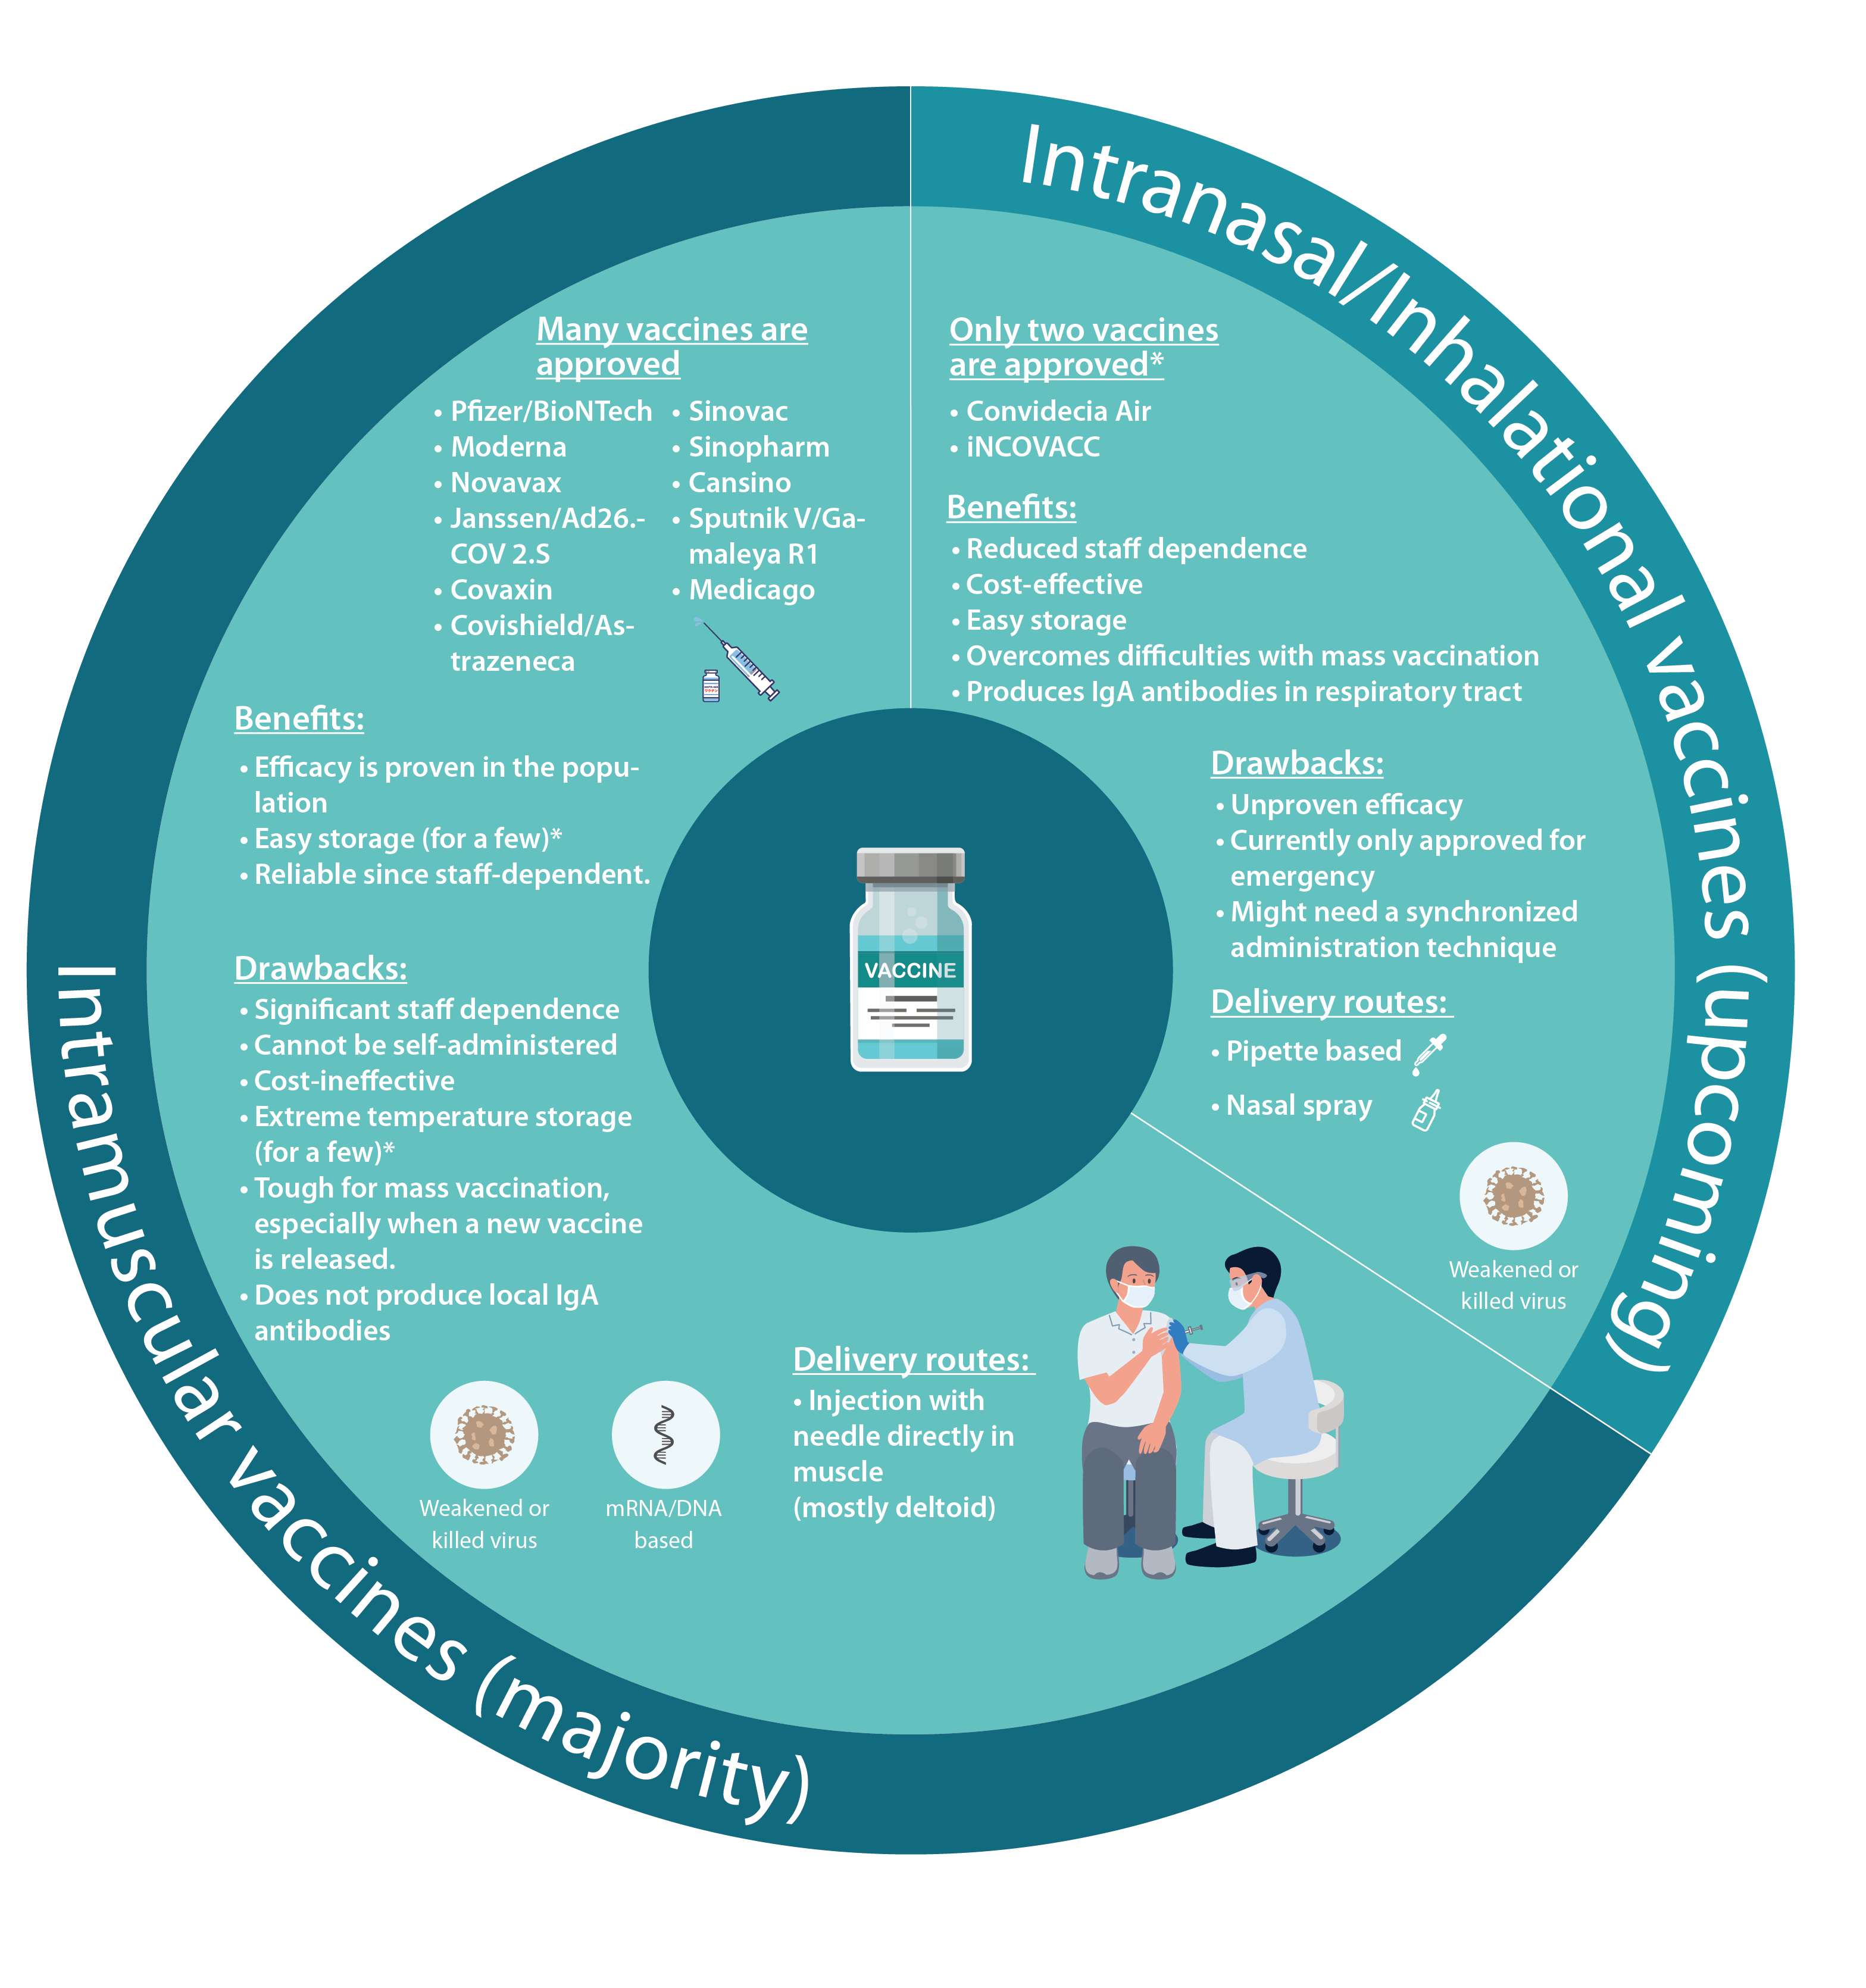 Intramuscular vaccines (majority)
Many vaccines are
approved
• Pfizer/BioNTech
• Moderna
• Novavax
• Janssen/Ad26.-
COV 2.S
• Covaxin
• Covishield/As-
trazeneca
• Sinovac
• Sinopharm
• Cansino
• Sputnik V/Ga-
maleya R1
• Medicago
Benefits:
• Efficacy is proven in the popu-
lation
• Easy storage (for a few)*
• Reliable since staff-dependent.
Drawbacks:
• Significant staff dependence
• Cannot be self-administered
• Cost-ineffective
• Extreme temperature storage
(for a few)*
• Tough for mass vaccination,
especially when a new vaccine
is released.
• Does not produce local IgA
antibodies
Weakened or
killed virus
mRNA/DNA
based
Delivery routes:
• Injection with
needle directly in
muscle
(mostly deltoid)
VACCINE
Intranasal/Inhalational vaccines (upcoming)
Only two vaccines
are approved*
• Convidecia Air
• iNCOVACC
Benefits:
• Reduced staff dependence
• Cost-effective
• Easy storage
• Overcomes difficulties with mass vaccination
• Produces IgA antibodies in respiratory tract
Drawbacks:
• Unproven efficacy
• Currently only approved for
emergency
• Might need a synchronized
administration technique
Delivery routes:
• Pipette based
• Nasal spray
Weakened or
killed virus